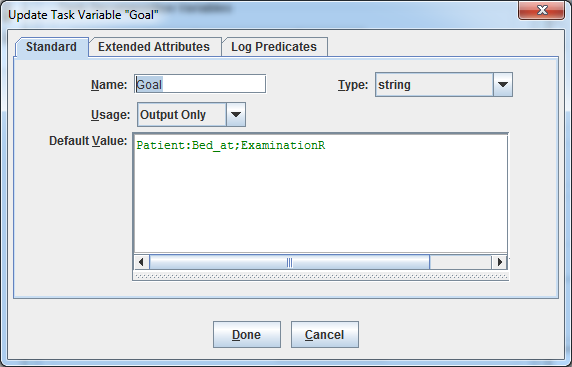 Update Task Variable "Goal"
Standard Extended Attributes Log Predicates
Name: Goal Type: string
Usage: Output Only
Default Value: Patient:Bed_at;ExaminationR
Done Cancel